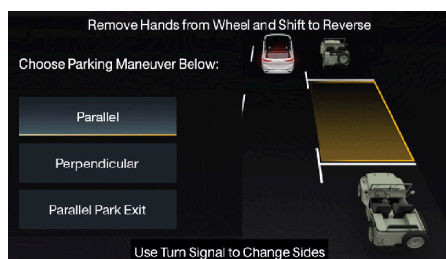 Remove Hands from Wheel and Shift to Reverse
Choose Parking Maneuver Below:
Parallel
Perpendicular
Parallel Park Exit
Use Turn Signal to Change Sides